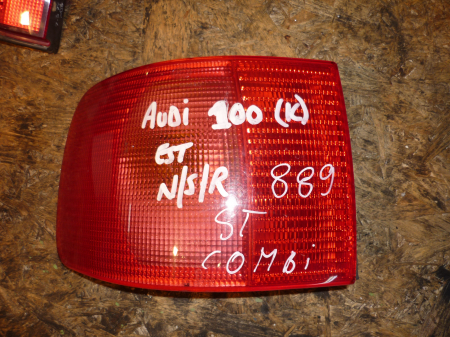 AUDI 100 (K)
EST
N/S/R 889
ST
COMBI